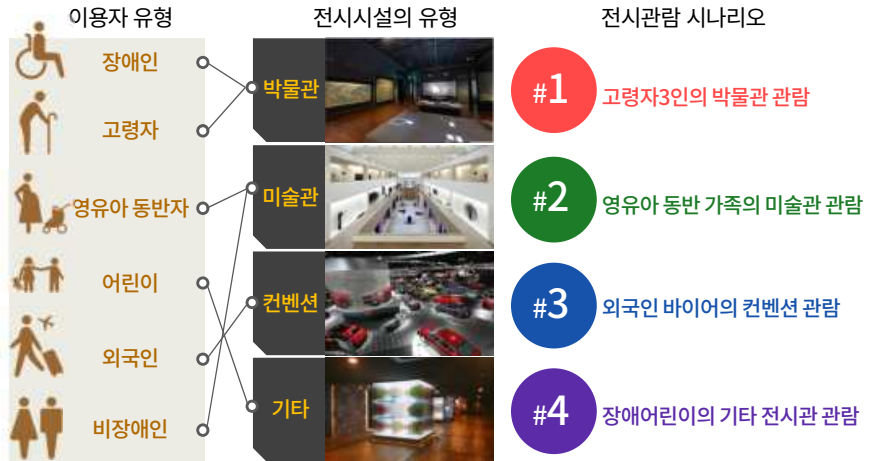 이용자 유형
전시시설의 유형
전시관람 시나리오
장애인
고령자
영유아 동반자
어린이
외국인
비장애인
박물관
미술관
컨벤션
기타
#1
고령자3인의 박물관 관람
#2
영유아 동반 가족의 미술관 관람
#3
외국인 바이어의 컨벤션 관람
#4
장애어린이의 기타 전시관 관람